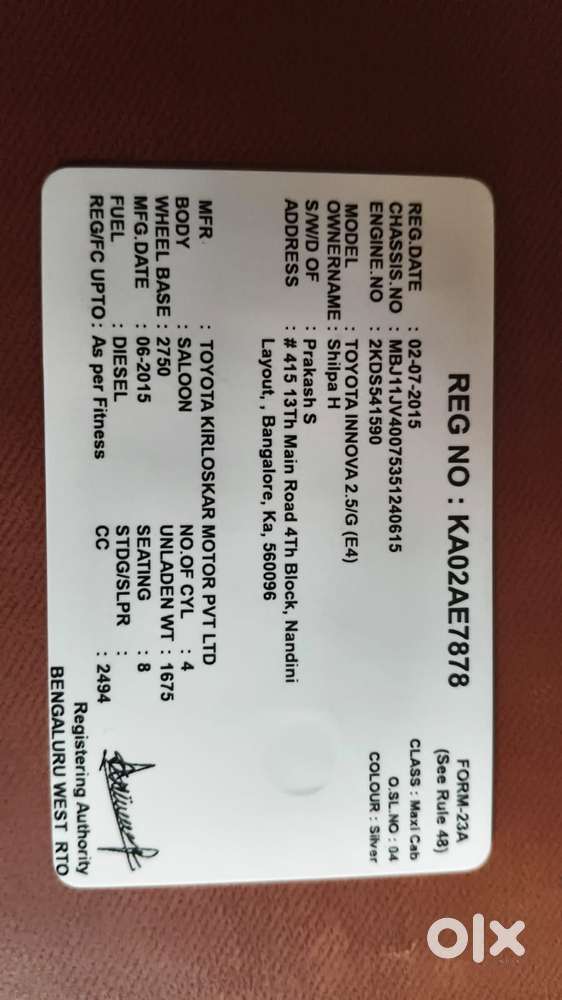 FORM-23A
REG NO : KA02AE7878 (See Rule 48)
REG.DATE : 02-07-2015 CLASS : Maxi Cab
CHASSIS.NO : MBJ11JV40075351240615 O.SL.NO : 04
ENGINE.NO : 2KDS541590 COLOUR : Silver
MODEL : TOYOTA INNOVA 2.5/G (E4)
OWNERNAME : Shilpa H
S/W/D OF : Prakash S
ADDRESS : # 415 13Th Main Road 4Th Block, Nandini
Layout, , Bangalore, Ka, 560096
MFR : TOYOTA KIRLOSKAR MOTOR PVT LTD
BODY : SALOON NO.OF CYL : 4
WHEEL BASE : 2750 UNLADEN WT : 1675
MFG.DATE : 06-2015 SEATING : 8
FUEL : DIESEL STDG/SLPR :
REG/FC UPTO : As per Fitness CC : 2494
Registering Authority
BENGALURU WEST RTO
olx